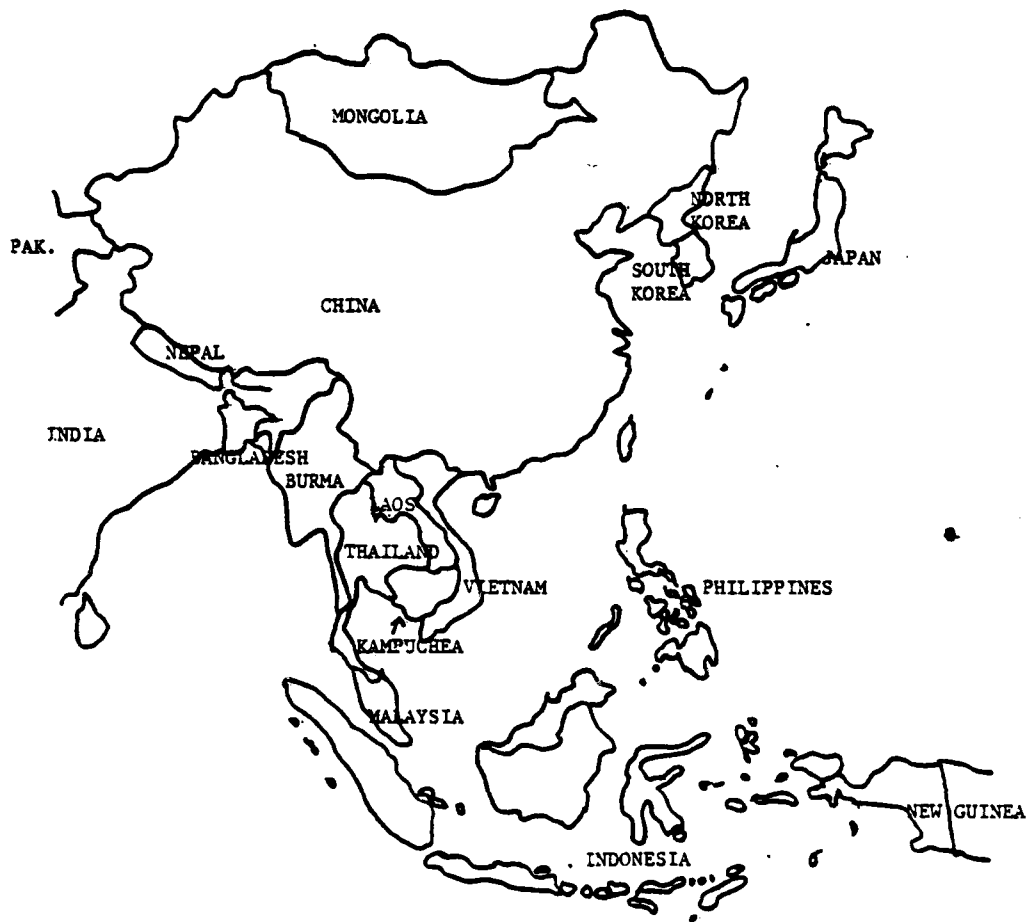 MONGOLIA
NORTH
KOREA
PAK.
JAPAN
SOUTH
KOREA
CHINA
NEPAL
INDIA
BANGLADESH
BURMA
LAOS
THAILAND
VIETNAM
PHILIPPINES
KAMPUCHEA
MALAYSIA
NEW GUINEA
INDONESIA